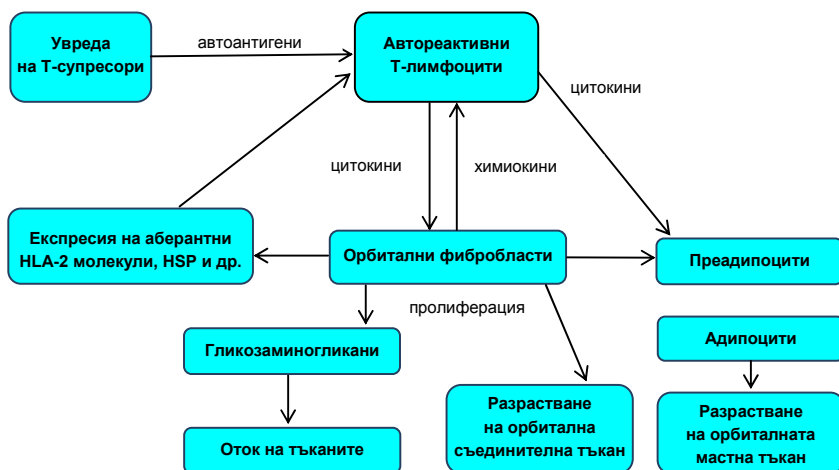 Увреда
на Т-супресори
автоантигени
Автореактивни
Т-лимфоцити
цитокини
цитокини
химиокини
Експресия на аберантни
HLA-2 молекули, HSP и др.
Орбитални фибробласти
Преадипоцити
пролиферация
Гликозаминогликани
Адипоцити
Оток на тъканите
Разрастване
на орбитална
съединителна тъкан
Разрастване
на орбиталната
мастна тъкан